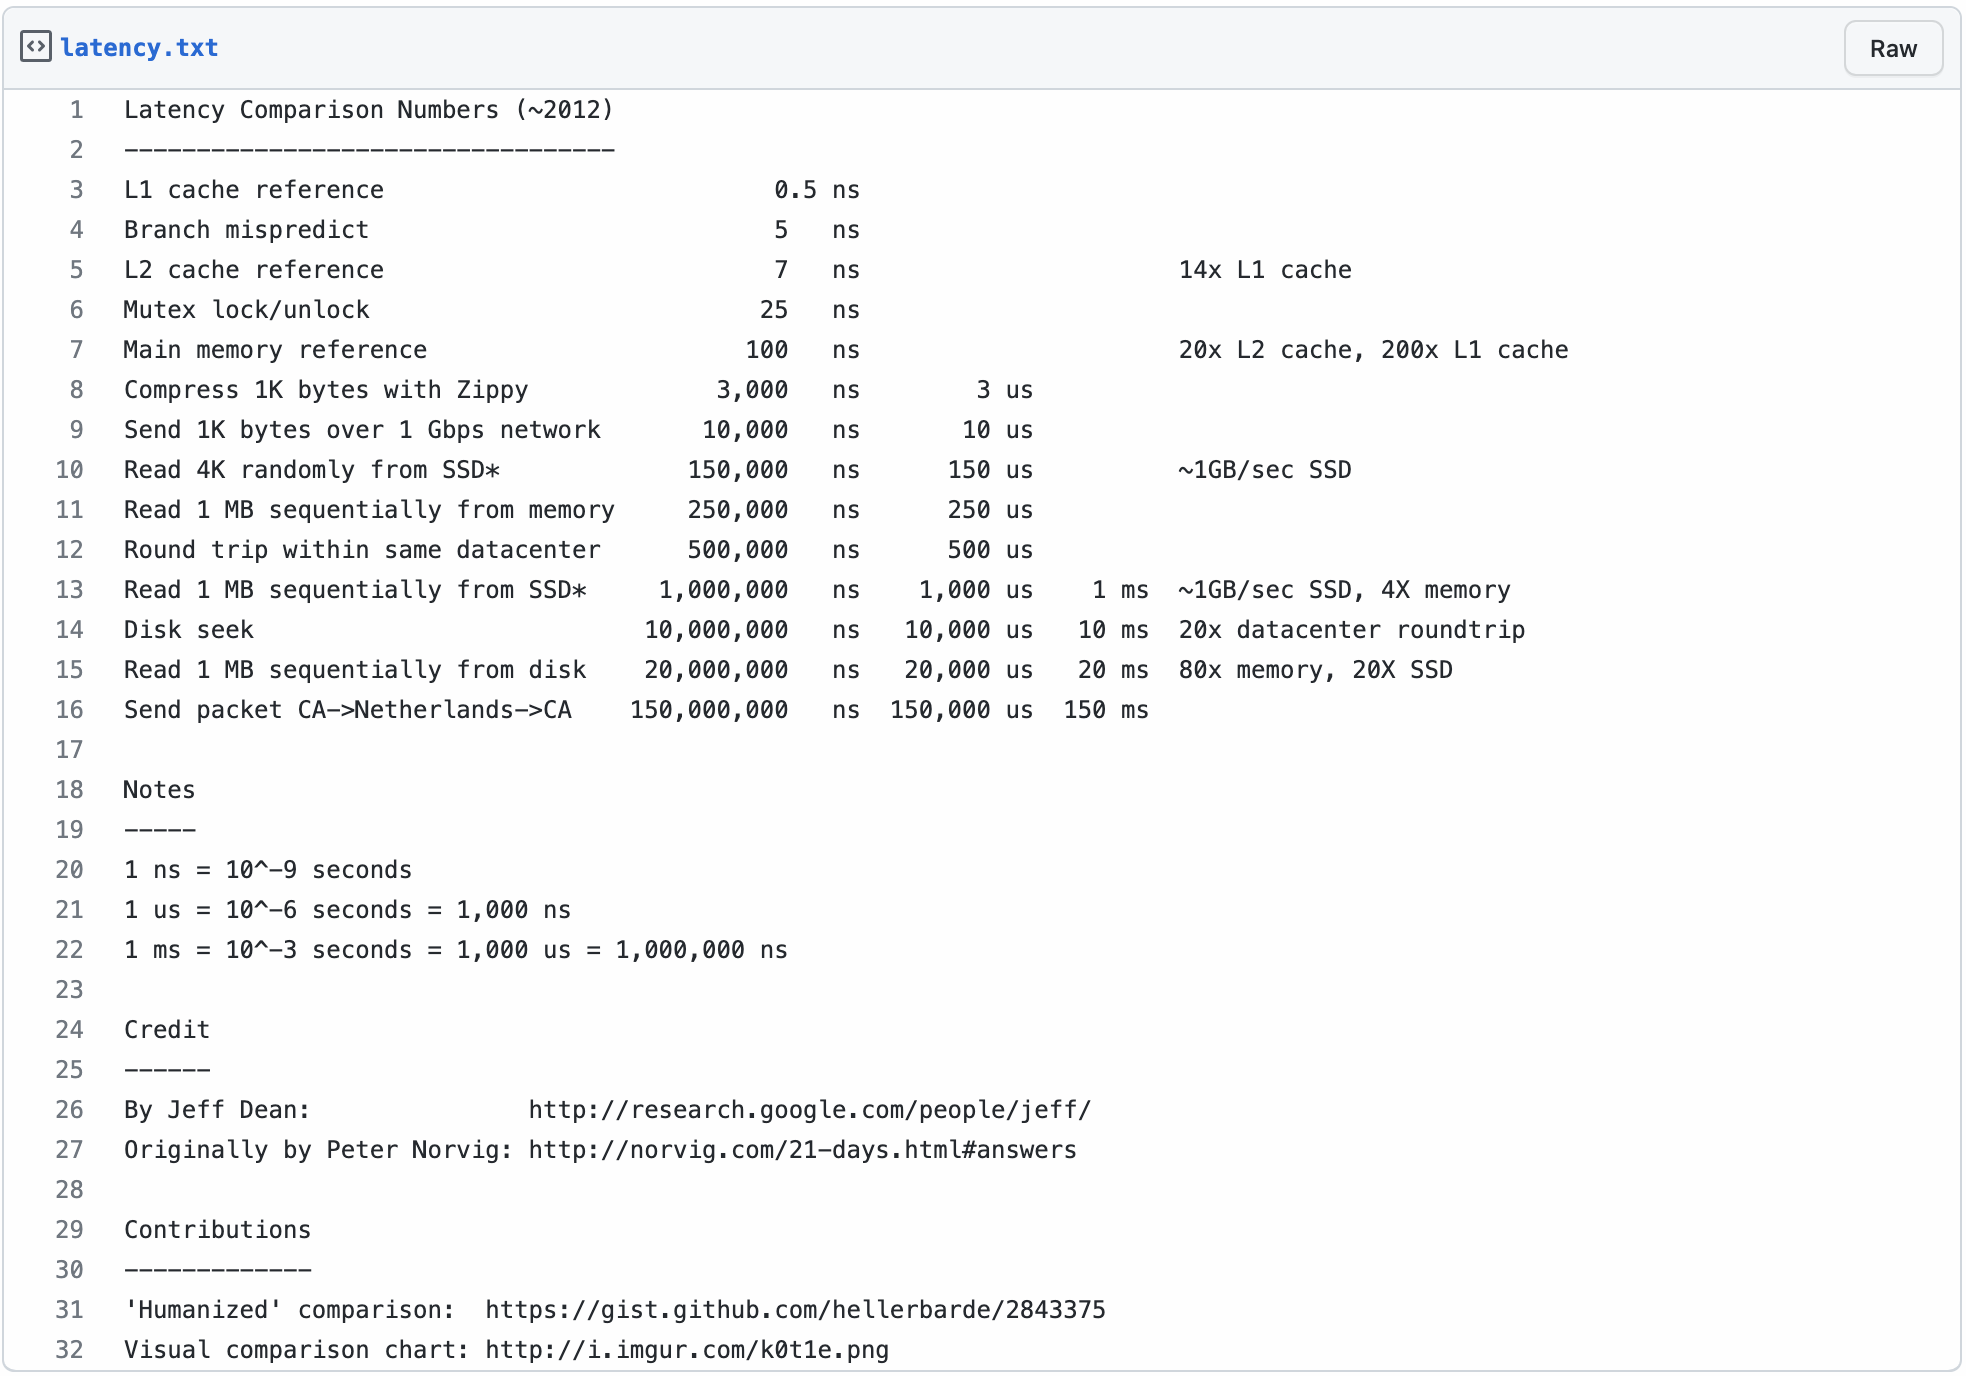 latency.txt
Raw
1 Latency Comparison Numbers (~2012)
2 ----------------------------------
3 L1 cache reference                           0.5 ns
4 Branch mispredict                            5   ns
5 L2 cache reference                           7   ns                      14x L1 cache
6 Mutex lock/unlock                           25   ns
7 Main memory reference                      100   ns                      20x L2 cache, 200x L1 cache
8 Compress 1K bytes with Zippy             3,000   ns        3 us
9 Send 1K bytes over 1 Gbps network       10,000   ns       10 us
10 Read 4K randomly from SSD*             150,000   ns      150 us          ~1GB/sec SSD
11 Read 1 MB sequentially from memory     250,000   ns      250 us
12 Round trip within same datacenter      500,000   ns      500 us
13 Read 1 MB sequentially from SSD*     1,000,000   ns    1,000 us    1 ms  ~1GB/sec SSD, 4X memory
14 Disk seek                           10,000,000   ns   10,000 us   10 ms  20x datacenter roundtrip
15 Read 1 MB sequentially from disk    20,000,000   ns   20,000 us   20 ms  80x memory, 20X SSD
16 Send packet CA->Netherlands->CA    150,000,000   ns  150,000 us  150 ms
17
18 Notes
19 -----
20 1 ns = 10^-9 seconds
21 1 us = 10^-6 seconds = 1,000 ns
22 1 ms = 10^-3 seconds = 1,000 us = 1,000,000 ns
23
24 Credit
25 ------
26 By Jeff Dean:               http://research.google.com/people/jeff/
27 Originally by Peter Norvig: http://norvig.com/21-days.html#answers
28
29 Contributions
30 -------------
31 'Humanized' comparison:  https://gist.github.com/hellerbarde/2843375
32 Visual comparison chart: http://i.imgur.com/k0t1e.png